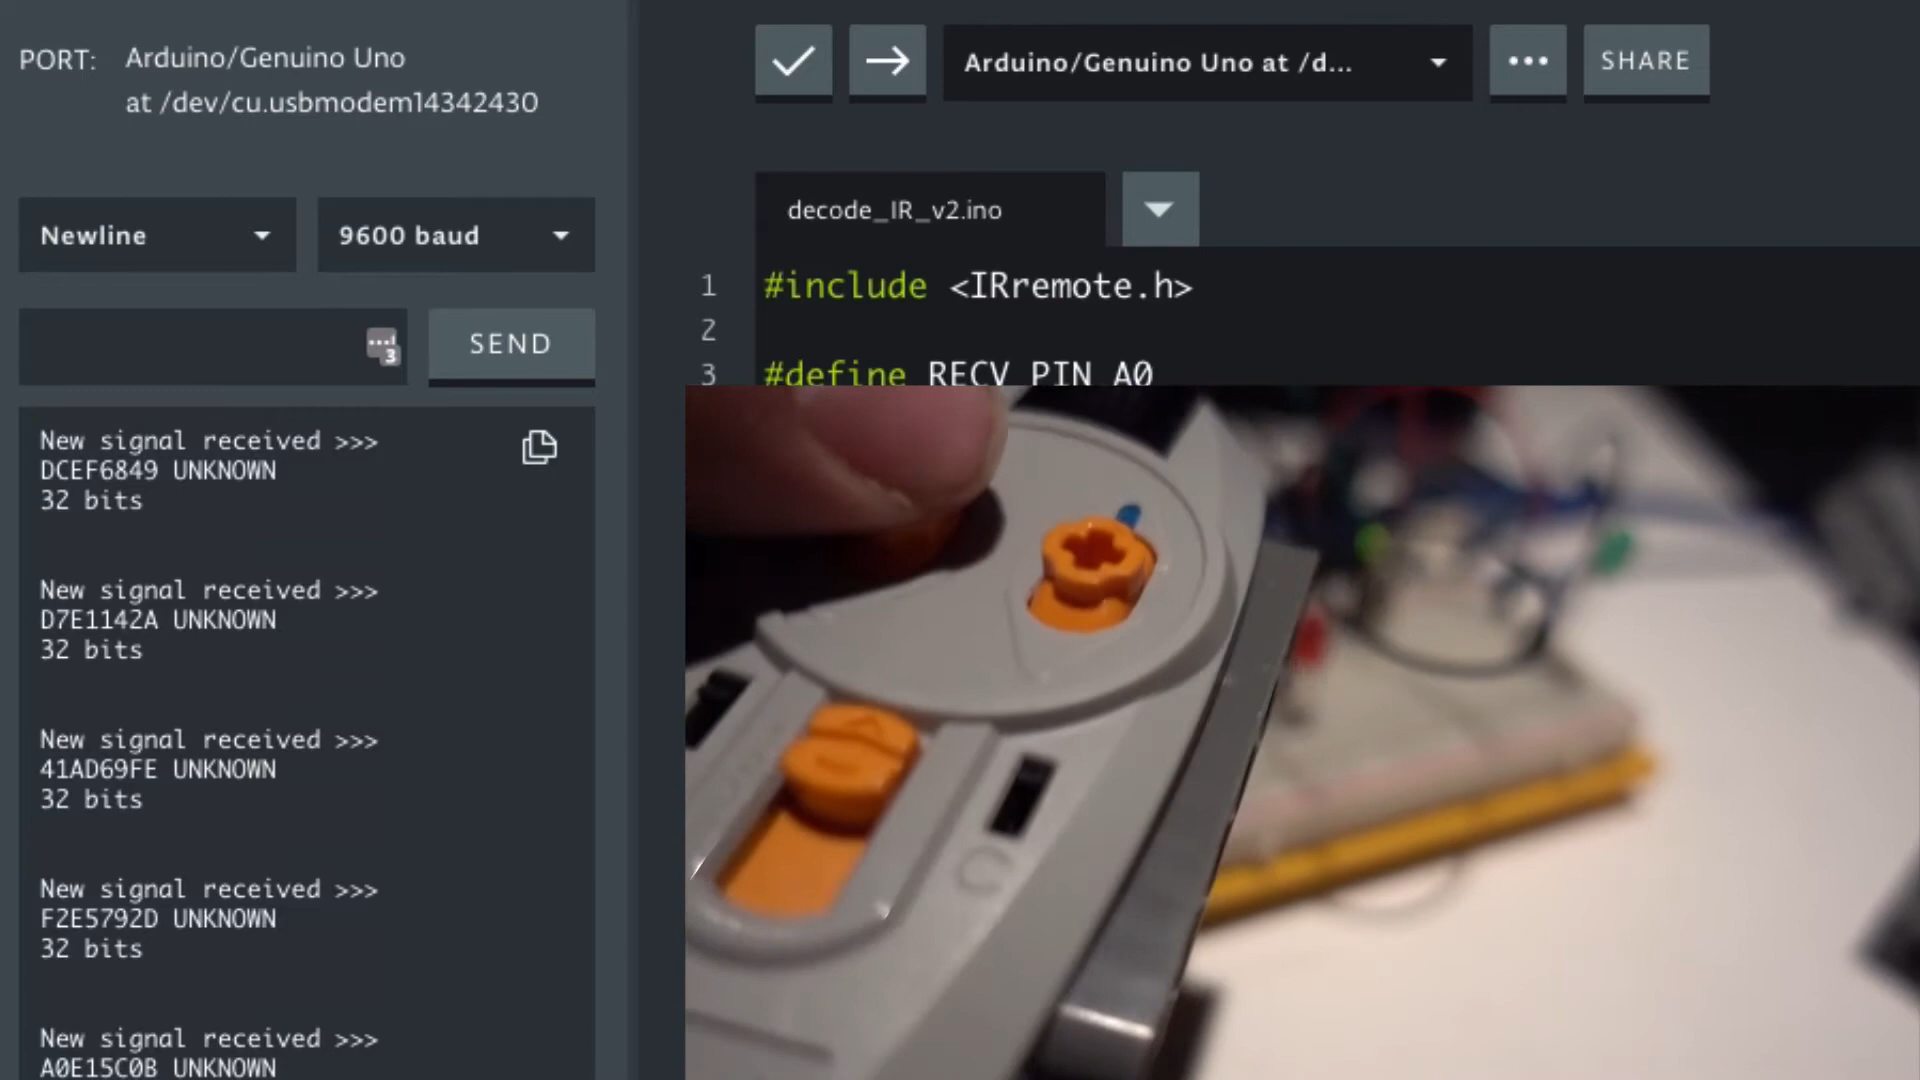 PORT: Arduino/Genuino Uno
at /dev/cu.usbmodem14342430
Newline
9600 baud
3
SEND
New signal received >>>
DCEF6849 UNKNOWN
32 bits
New signal received >>>
D7E1142A UNKNOWN
32 bits
New signal received >>>
41AD69FE UNKNOWN
32 bits
New signal received >>>
F2E5792D UNKNOWN
32 bits
New signal received >>>
A0E15C0B UNKNOWN
Arduino/Genuino Uno at /d...
SHARE
decode_IR_v2.ino
1 #include <IRremote.h>
2
3 #define RECV_PIN A0